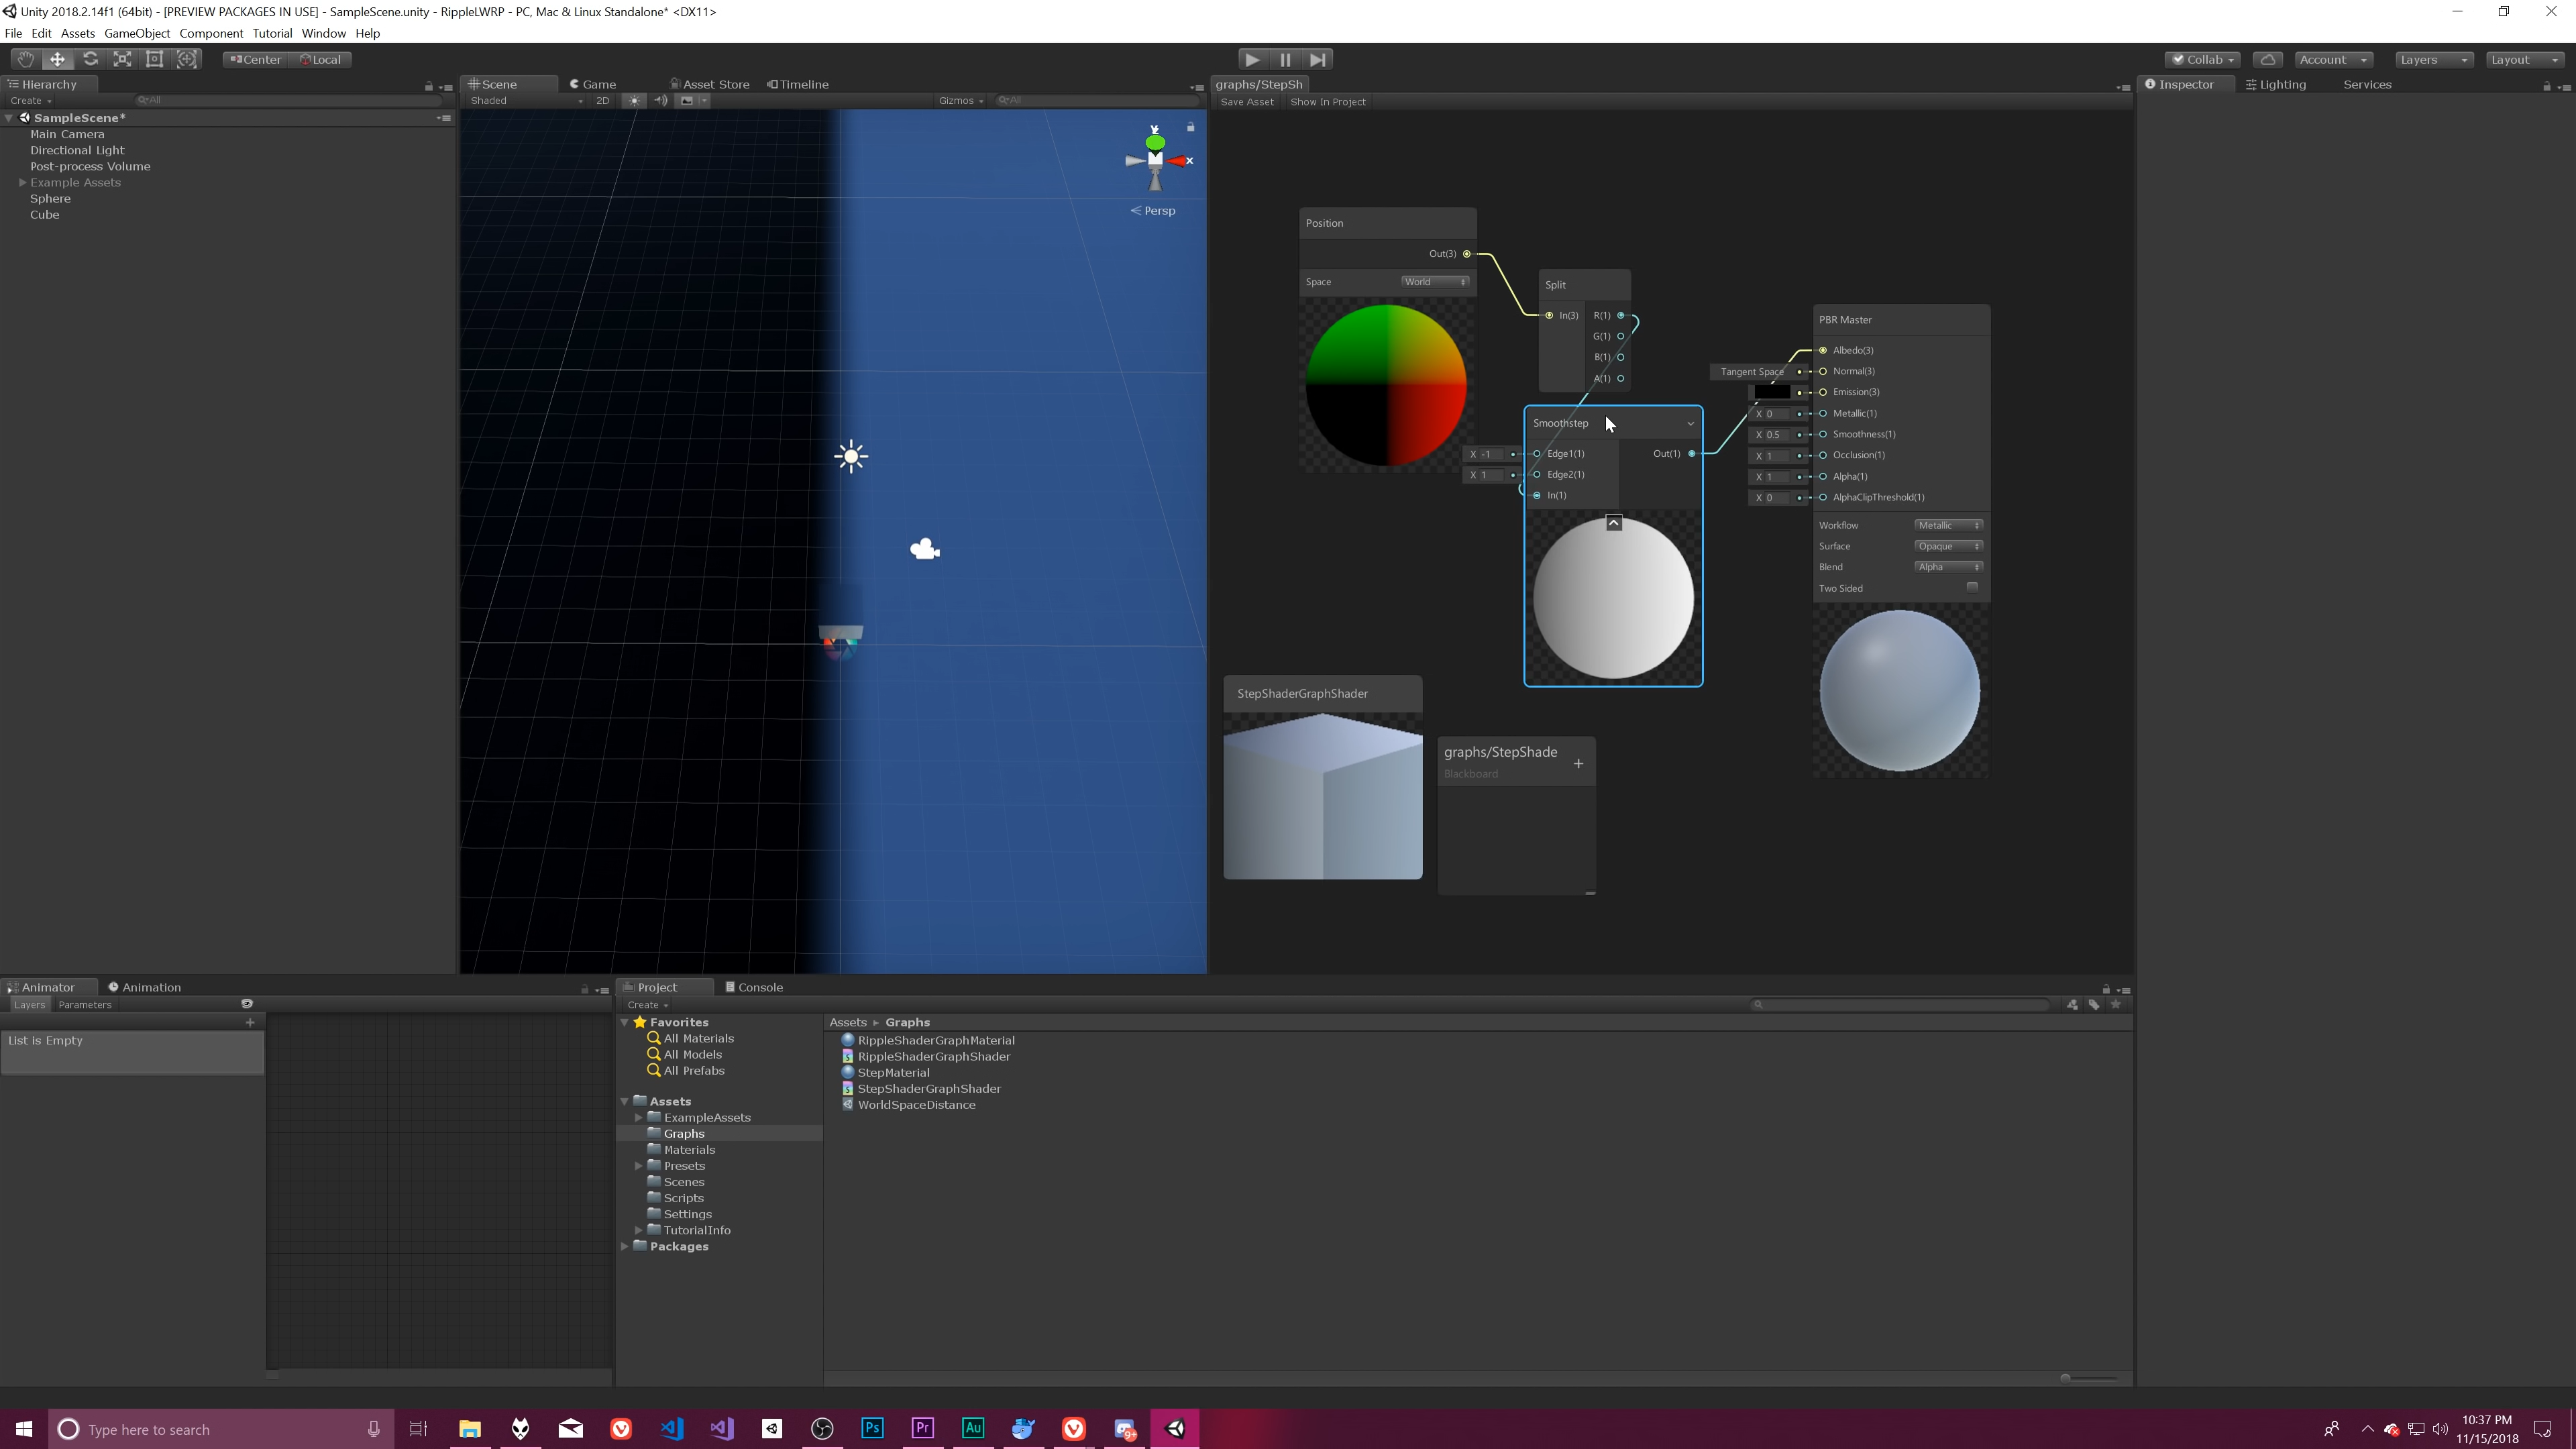 Unity 2018.2.14f1 (64bit) - [PREVIEW PACKAGES IN USE] - SampleScene.unity - RippleLWRP - PC, Mac & Linux Standalone* <DX11>
File Edit Assets GameObject Component Tutorial Window Help
Center Local
Collab Account Layers Layout
Hierarchy
Create All
SampleScene*
Main Camera
Directional Light
Post-process Volume
Example Assets
Sphere
Cube
Scene Game Asset Store Timeline
Shaded 2D Gizmos All
y
x
Persp
graphs/StepSh
Save Asset Show In Project
Position
Out(3)
Space World
Split
In(3) R(1)
G(1)
B(1)
A(1)
Smoothstep
X -1 Edge1(1) Out(1)
X 1 Edge2(1)
In(1)
PBR Master
Albedo(3)
Tangent Space Normal(3)
Emission(3)
X 0 Metallic(1)
X 0.5 Smoothness(1)
X 1 Occlusion(1)
X 1 Alpha(1)
X 0 AlphaClipThreshold(1)
Workflow Metallic
Surface Opaque
Blend Alpha
Two Sided
StepShaderGraphShader
graphs/StepShade
Blackboard
+
Inspector Lighting Services
Animator Animation
Layers Parameters
List is Empty
Project Console
Create
Favorites
All Materials
All Models
All Prefabs
Assets
ExampleAssets
Graphs
Materials
Presets
Scenes
Scripts
Settings
TutorialInfo
Packages
Assets Graphs
RippleShaderGraphMaterial
RippleShaderGraphShader
StepMaterial
StepShaderGraphShader
WorldSpaceDistance
Type here to search
Ps Pr Au 9+
10:37 PM
11/15/2018